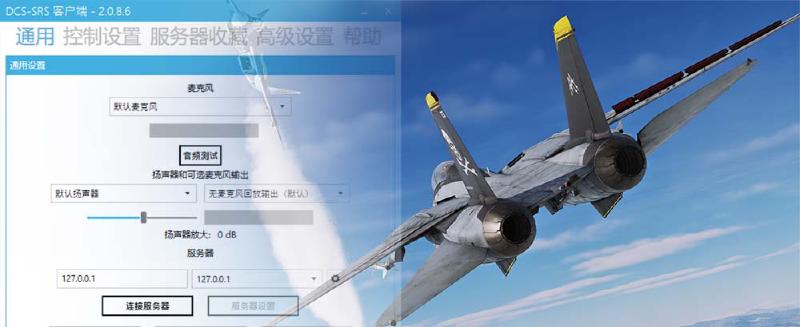 DCS-SRS 客户端 - 2.0.8.6
通用 控制设置 服务器收藏 高级设置 帮助
通用设置
麦克风
默认麦克风
音频测试
扬声器和可选麦克风输出
默认扬声器 无麦克风回放输出（默认）
扬声器放大： 0 dB
服务器
127.0.0.1 127.0.0.1
连接服务器 服务器设置